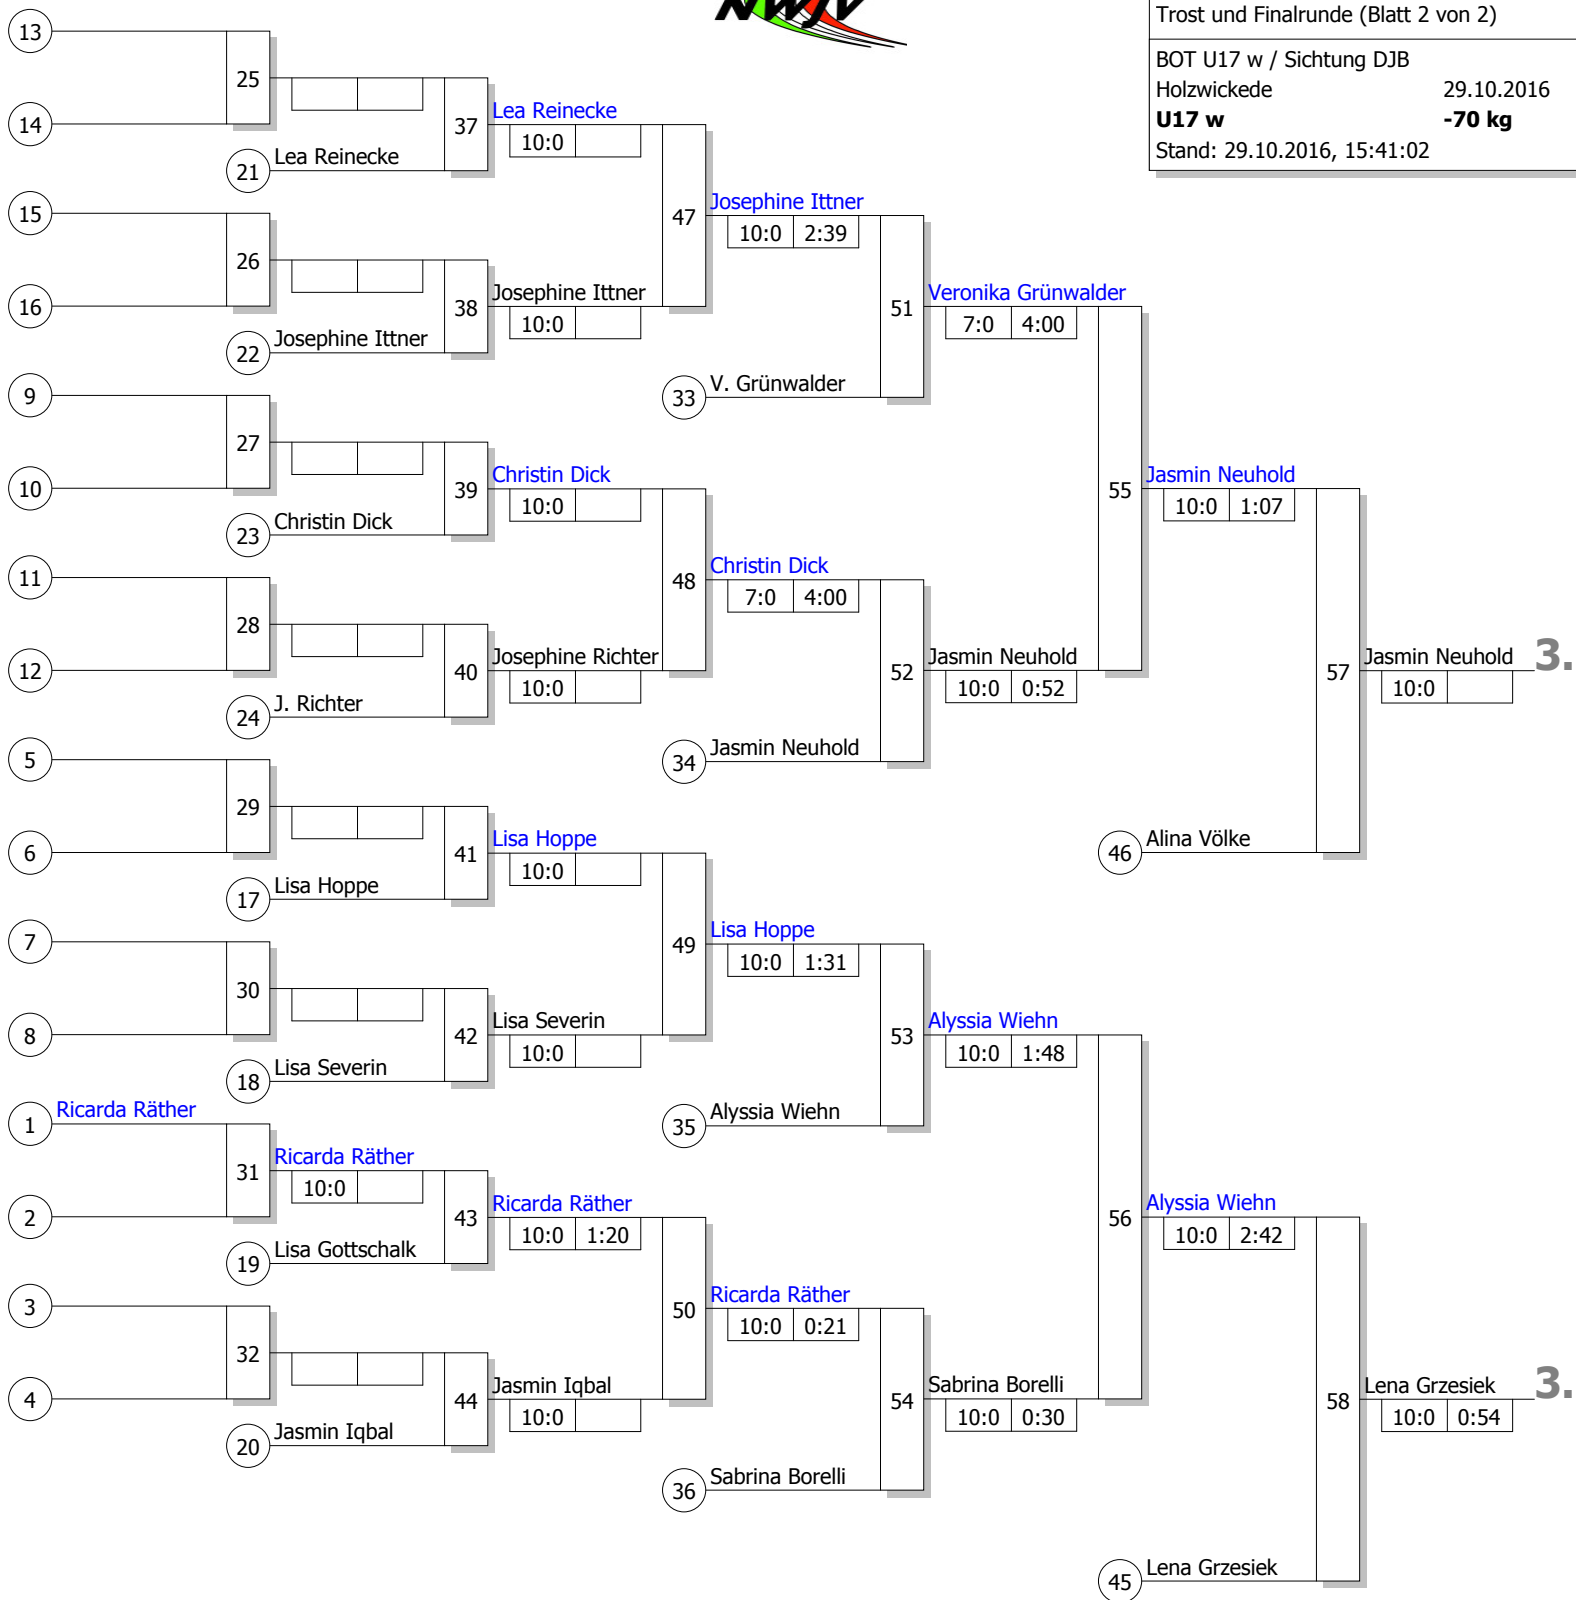 NWJV
Trost und Finalrunde (Blatt 2 von 2)
BOT U17 w / Sichtung DJB
Holzwickede 29.10.2016
U17 w -70 kg
Stand: 29.10.2016, 15:41:02
13
25
14
37
Lea Reinecke
10:0
21
Lea Reinecke
15
47
Josephine Ittner
10:0 2:39
26
16
38
Josephine Ittner
10:0
22
Josephine Ittner
51
Veronika Grünwalder
7:0 4:00
33
V. Grünwalder
9
27
10
39
Christin Dick
10:0
23
Christin Dick
55
Jasmin Neuhold
10:0 1:07
11
48
Christin Dick
7:0 4:00
28
12
40
Josephine Richter
10:0
24
J. Richter
52
Jasmin Neuhold
10:0 0:52
57
Jasmin Neuhold
3.
10:0
34
Jasmin Neuhold
5
29
6
41
Lisa Hoppe
10:0
46
Alina Völke
17
Lisa Hoppe
7
49
Lisa Hoppe
10:0 1:31
30
8
42
Lisa Severin
10:0
18
Lisa Severin
53
Alyssia Wiehn
10:0 1:48
35
Alyssia Wiehn
1
Ricarda Räther
31
Ricarda Räther
10:0
2
43
Ricarda Räther
10:0 1:20
19
Lisa Gottschalk
56
Alyssia Wiehn
10:0 2:42
3
50
Ricarda Räther
10:0 0:21
32
4
44
Jasmin Iqbal
10:0
20
Jasmin Iqbal
54
Sabrina Borelli
10:0 0:30
58
Lena Grzesiek
3.
10:0 0:54
36
Sabrina Borelli
45
Lena Grzesiek